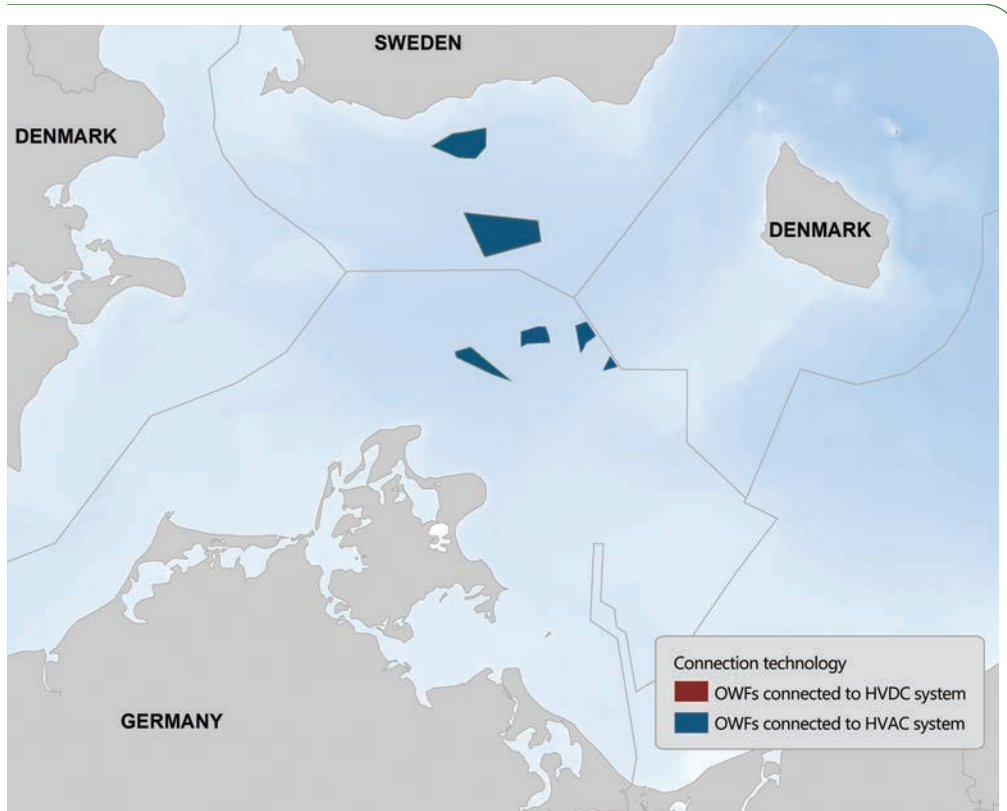 SWEDEN
DENMARK
DENMARK
GERMANY
Connection technology
OWFs connected to HVDC system
OWFs connected to HVAC system